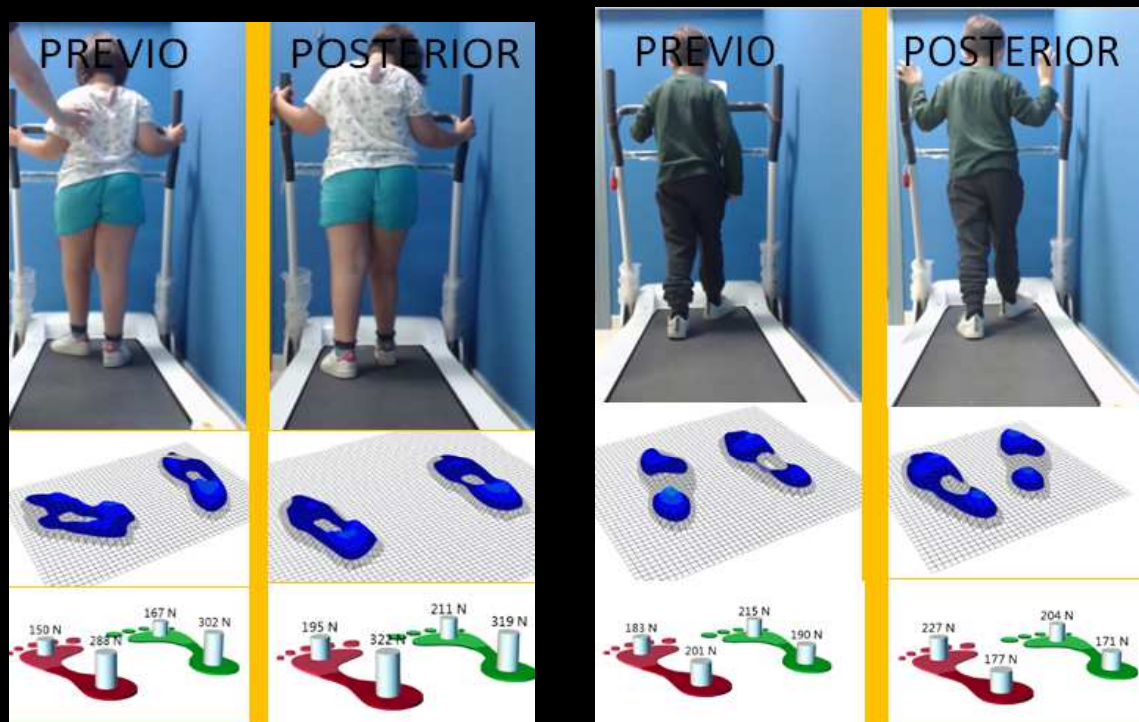 PREVIO
POSTERIOR
PREVIO
POSTERIOR
150 N
288 N
167 N
302 N
195 N
322 N
211 N
319 N
183 N
201 N
215 N
190 N
227 N
177 N
204 N
171 N